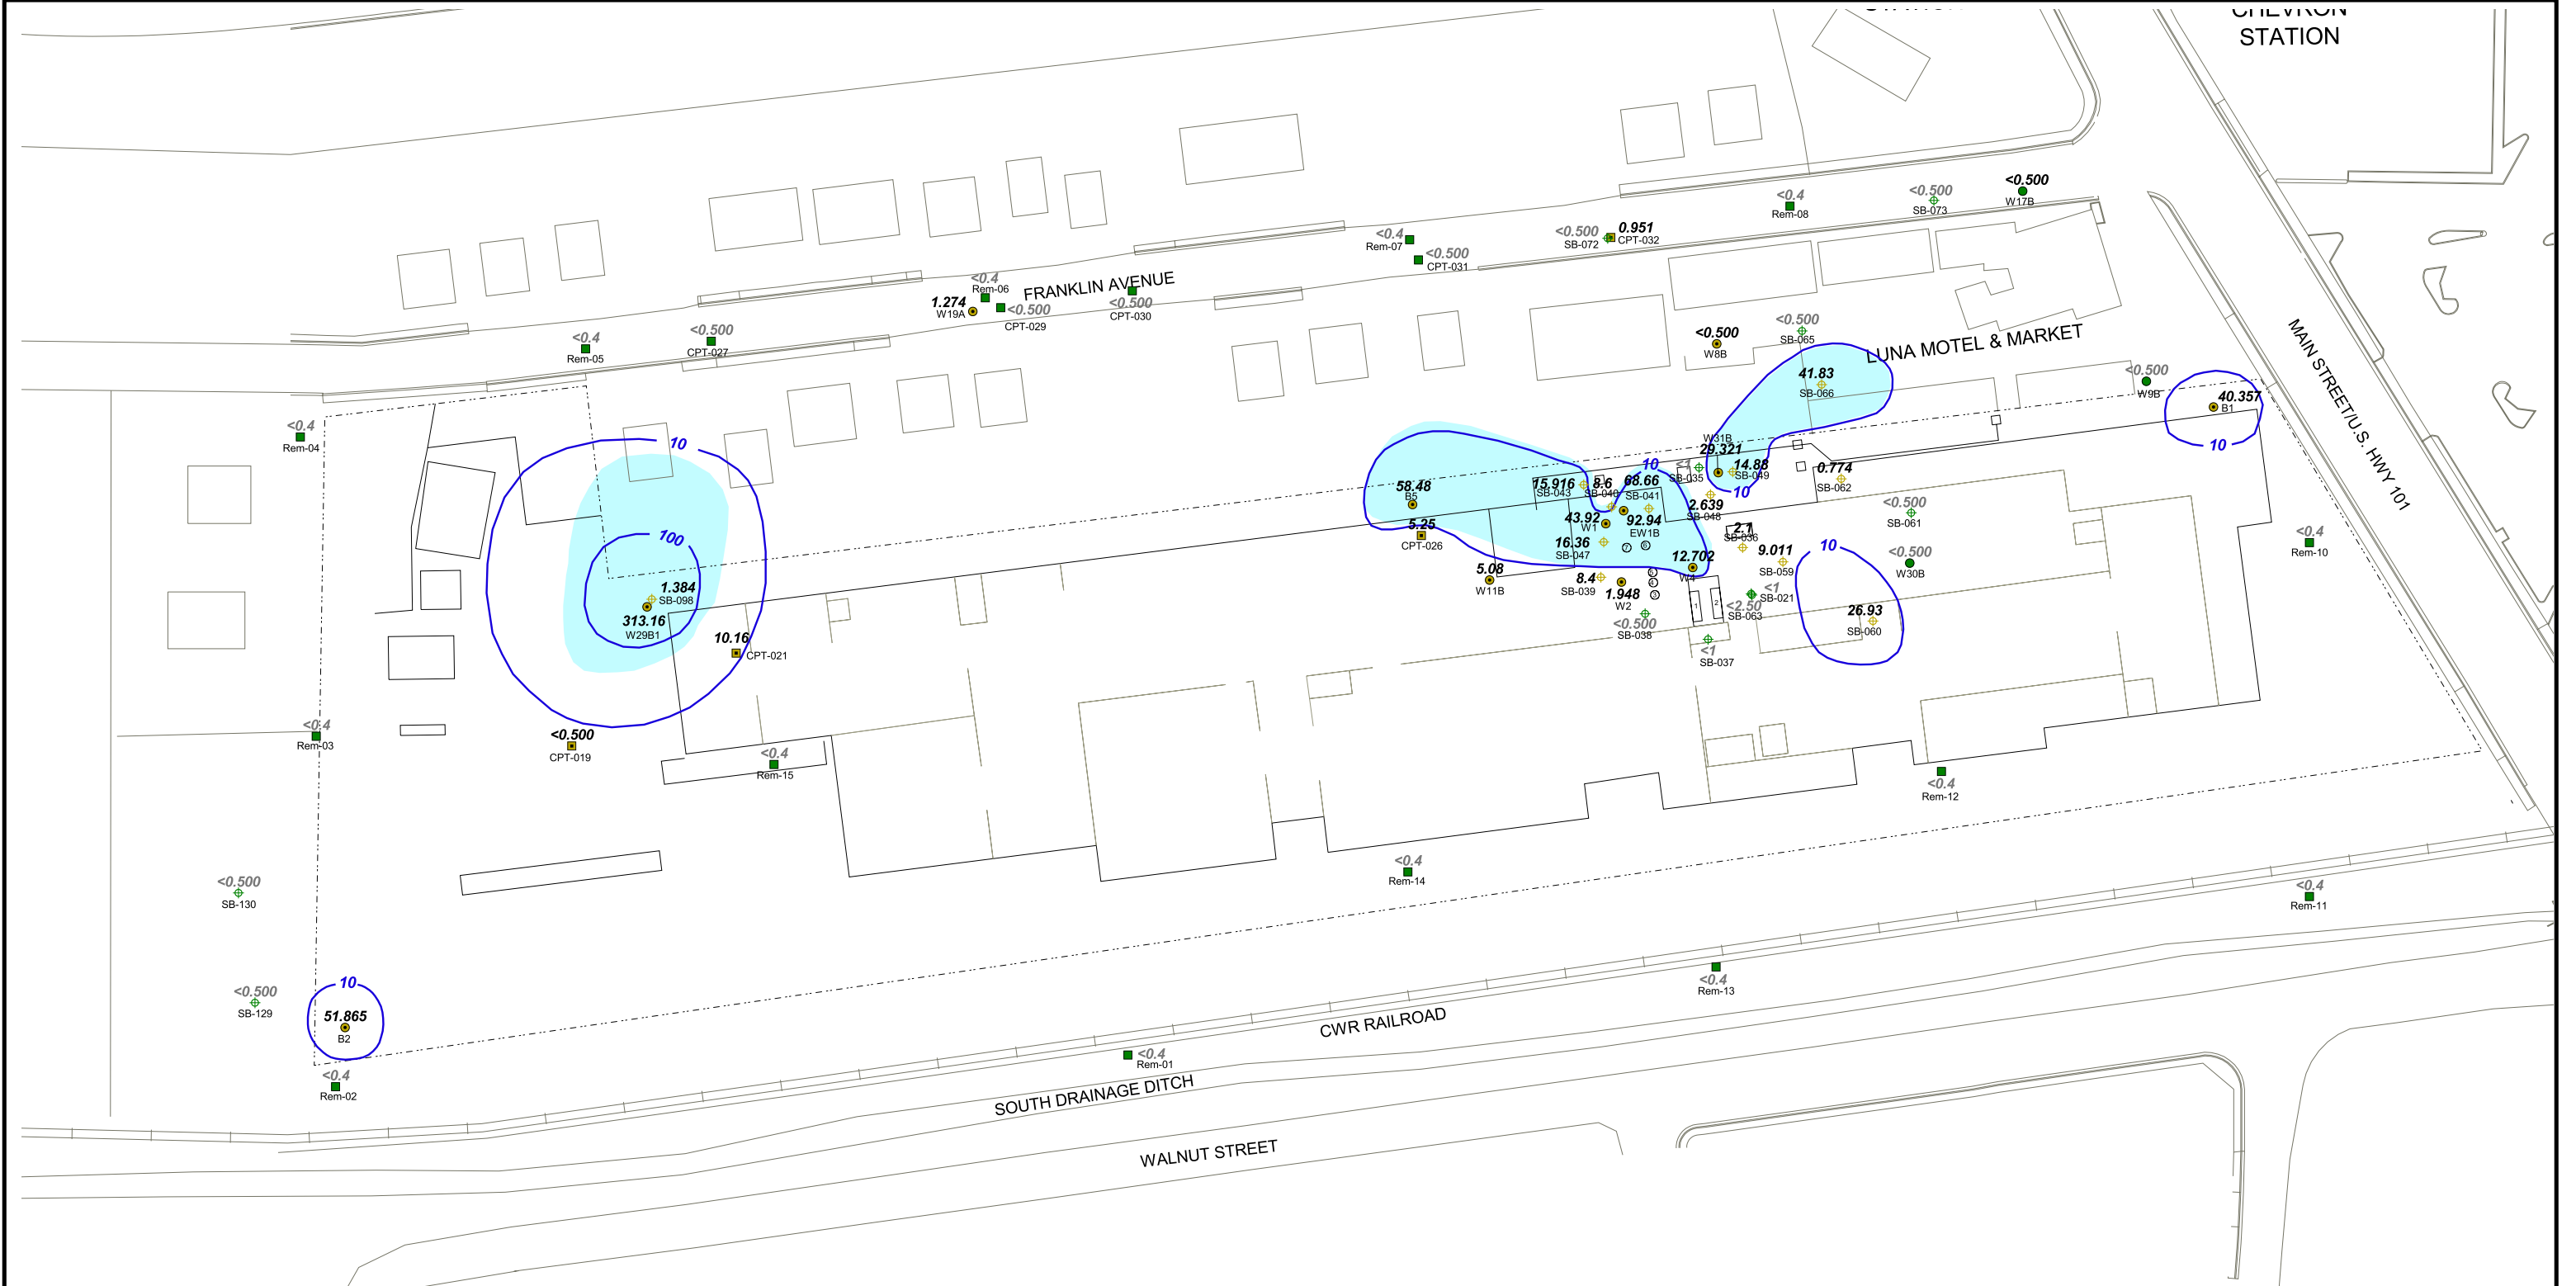 CHEVRON
STATION
<0.500
W17B
<0.500
SB-073
<0.4
Rem-08
0.951
CPT-032
<0.500
SB-072
<0.4
Rem-07
<0.500
CPT-031
FRANKLIN AVENUE
<0.4
Rem-06
1.274
W19A
<0.500
CPT-029
<0.500
CPT-030
<0.500
CPT-027
<0.4
Rem-05
<0.500
W8B
<0.500
SB-065
LUNA MOTEL & MARKET
41.83
SB-066
<0.500
W9B
40.357
B1
10
MAIN STREET/U.S. HWY 101
<0.4
Rem-04
10
100
1.384
SB-098
313.16
W29B1
10.16
CPT-021
58.48
B5
5.25
CPT-026
15.916
SB-043
8.6
SB-040
10
68.66
SB-041
<1
SB-035
W31B
29.321
14.88
SB-049
10
0.774
SB-062
2.639
SB-048
43.92
W1
92.94
EW1B
16.36
SB-047
7
6
12.702
W4
2.1
SB-036
9.011
SB-059
10
<0.500
SB-061
<0.500
W30B
<0.4
Rem-10
5.08
W11B
8.4
SB-039
1.948
W2
5
4
3
1
2
<1
SB-021
<2.50
SB-063
<0.500
SB-038
<1
SB-037
26.93
SB-060
<0.4
Rem-03
<0.500
CPT-019
<0.4
Rem-15
<0.4
Rem-12
<0.4
Rem-14
<0.500
SB-130
<0.4
Rem-11
<0.500
SB-129
10
51.865
B2
<0.4
Rem-13
CWR RAILROAD
<0.4
Rem-01
<0.4
Rem-02
SOUTH DRAINAGE DITCH
WALNUT STREET